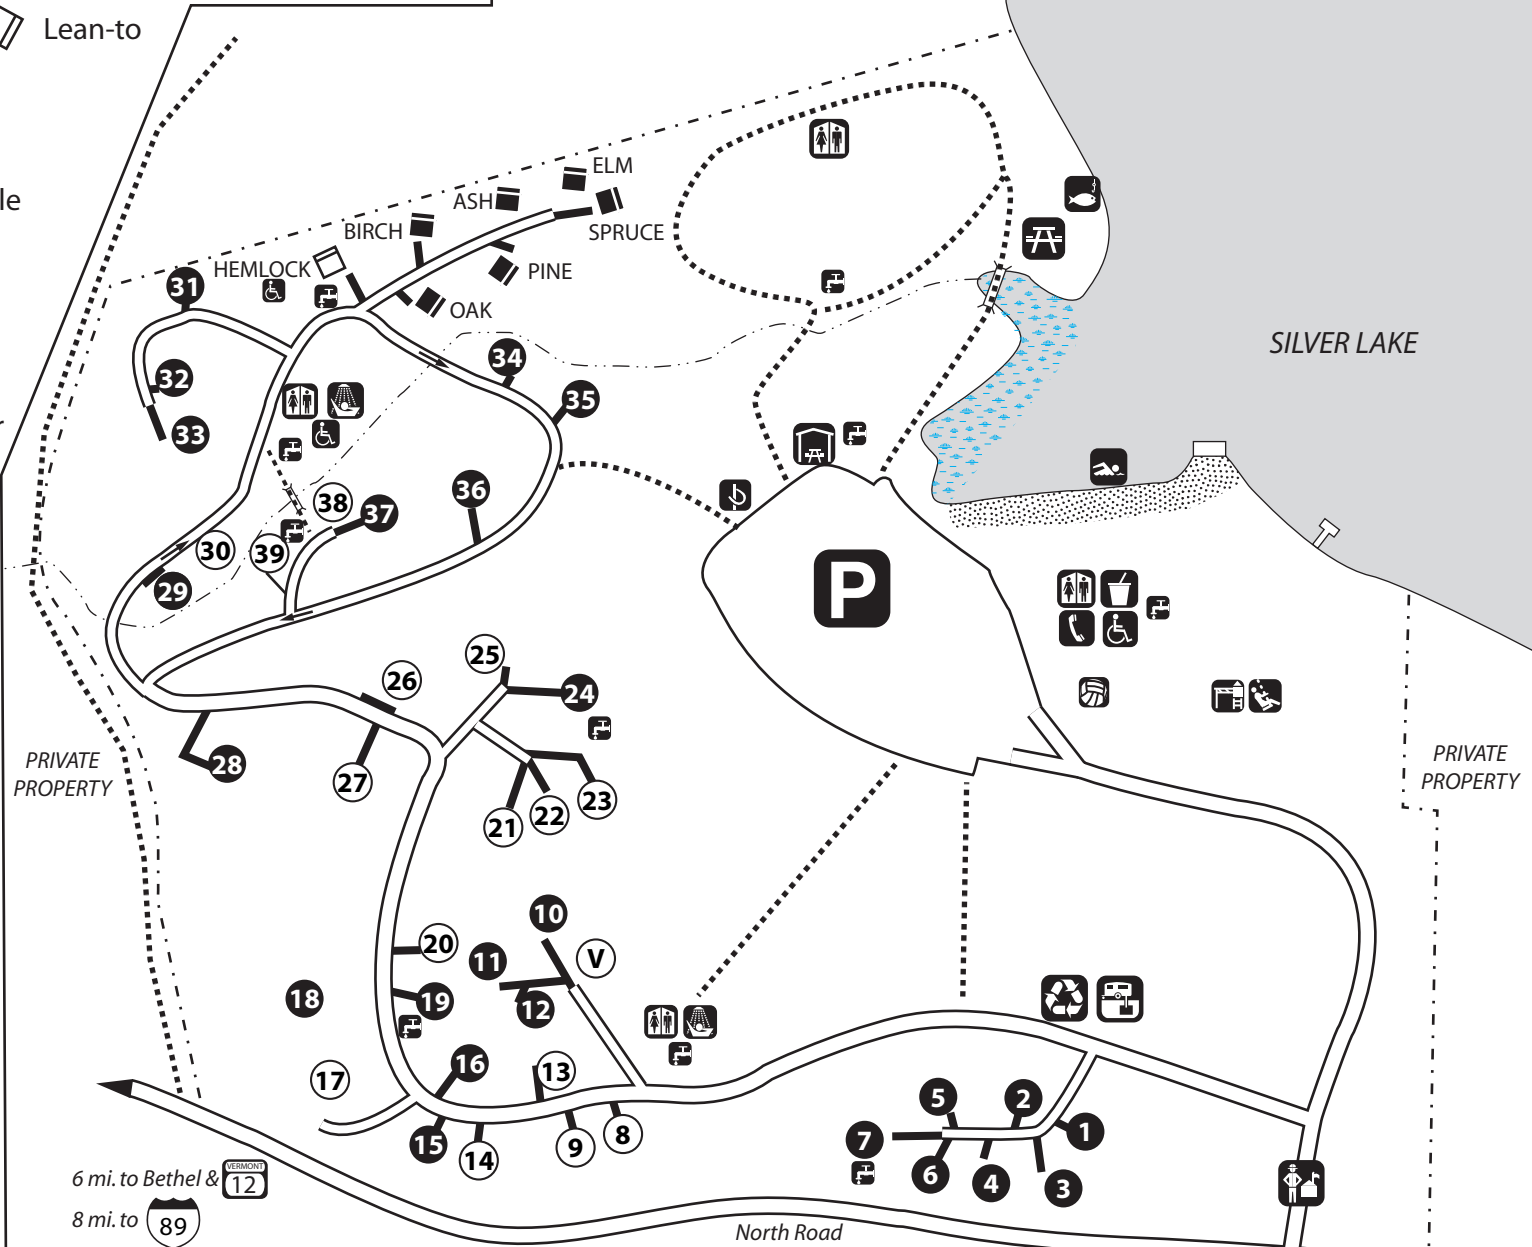 Lean-to
le
ELM
ASH
SPRUCE
BIRCH
PINE
HEMLOCK
OAK
31
32
33
34
35
36
37
38
39
30
29
SILVER LAKE
P
25
26
24
28
27
23
22
21
PRIVATE
PROPERTY
PRIVATE
PROPERTY
10
V
20
11
19
12
18
16
13
17
15
14
9
8
5
2
1
7
6
4
3
6 mi. to Bethel &
VERMONT
12
8 mi. to
89
North Road